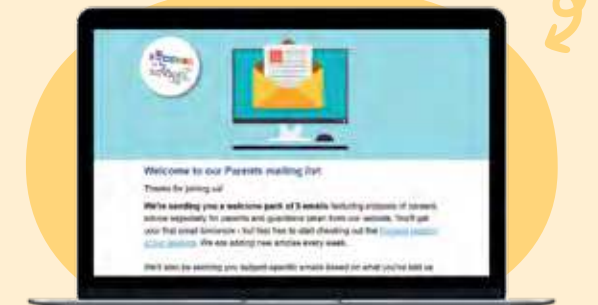 Welcome to our Parents mailing list
Thanks for joining us!
We're sending you a welcome pack of 5 emails featuring snippets of careers
advice especially for parents and guardians taken from our website. You'll get
your first email tomorrow - but feel free to start checking out the
We are adding new articles every week.
We'll also be sending you subject-specific emails based on what you've told us